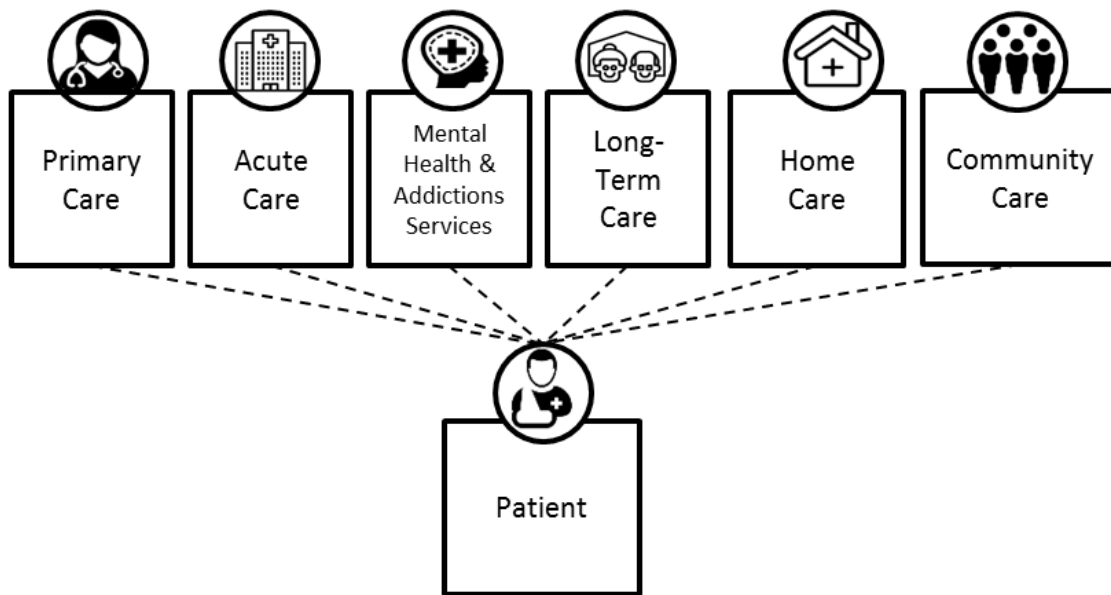 Primary
Care
Acute
Care
Mental
Health &
Addictions
Services
Long-
Term
Care
Home
Care
Community
Care
Patient